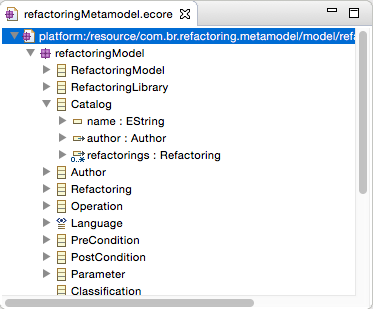 refactoringMetamodel.ecore
platform:/resource/com.br.refactoring.metamodel/model/refa
refactoringModel
RefactoringModel
RefactoringLibrary
Catalog
name : EString
author : Author
0..* refactorings : Refactoring
Author
Refactoring
Operation
Language
PreCondition
PostCondition
Parameter
Classification